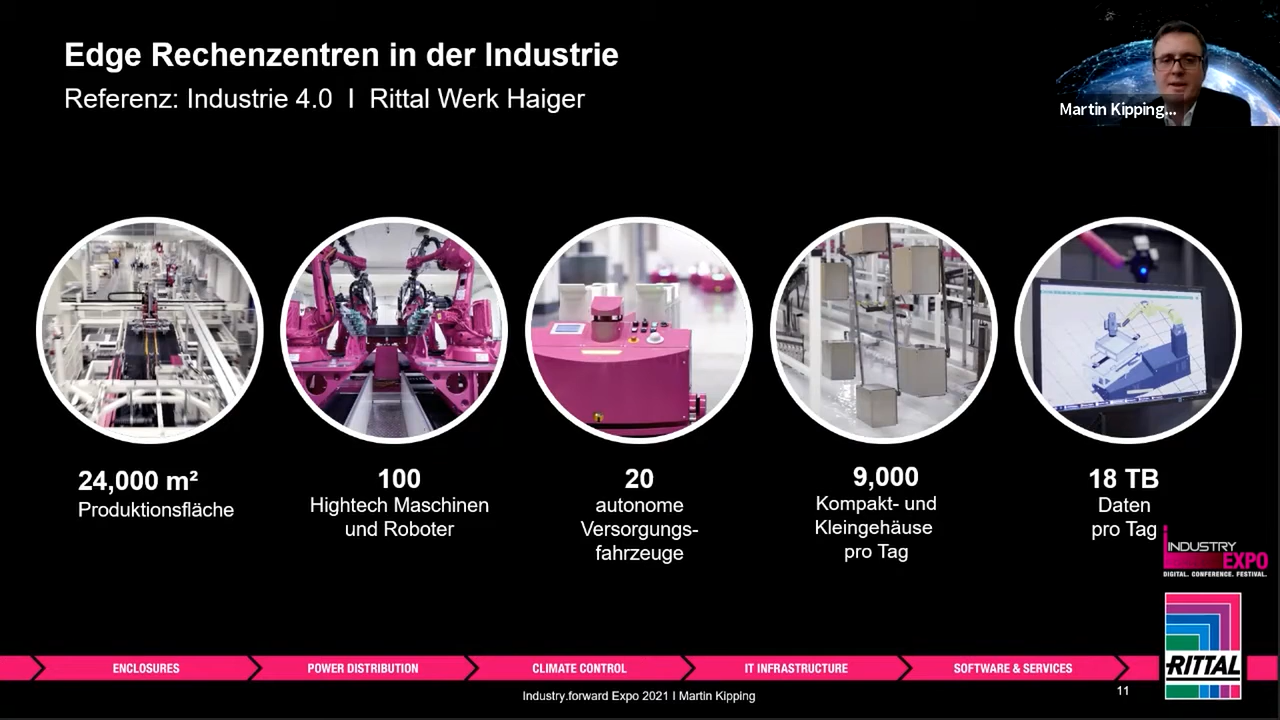 Edge Rechenzentren in der Industrie
Referenz: Industrie 4.0 I Rittal Werk Haiger
Martin Kipping...
24,000 m²
Produktionsfläche
100
Hightech Maschinen
und Roboter
20
autonome
Versorgungs-
fahrzeuge
9,000
Kompakt- und
Kleingehäuse
pro Tag
18 TB
Daten
pro Tag
INDUSTRY
EXPO
DIGITAL. CONFERENCE. FESTIVAL.
RITTAL
ENCLOSURES
POWER DISTRIBUTION
CLIMATE CONTROL
IT INFRASTRUCTURE
SOFTWARE & SERVICES
Industry.forward Expo 2021 I Martin Kipping
11